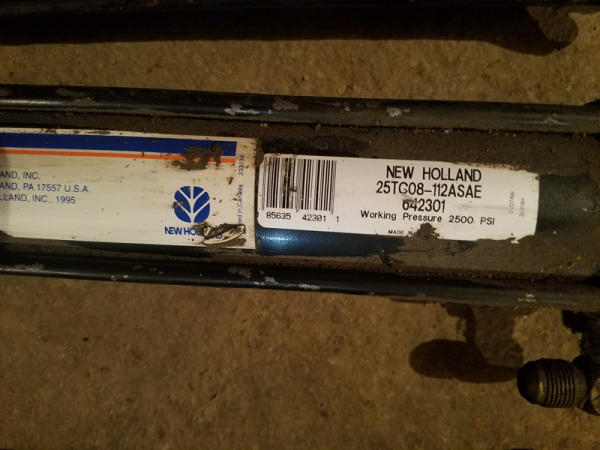 LAND, INC.
AND, PA 17557 U.S.A.
LLAND, INC., 1995
NEW HO
NEW HOLLAND
25TC08-112ASAE
642301
Working Pressure 2500 PSI
MADE
85635 42301 1